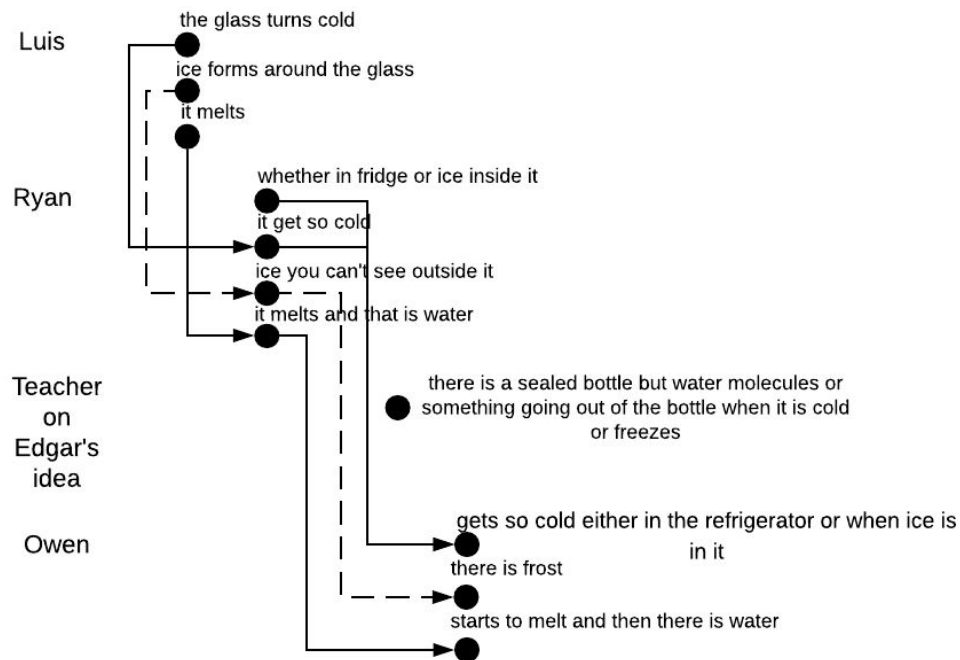 the glass turns cold
Luis
ice forms around the glass
it melts
whether in fridge or ice inside it
Ryan
it get so cold
ice you can't see outside it
it melts and that is water
Teacher
on
Edgar's
idea
there is a sealed bottle but water molecules or
something going out of the bottle when it is cold
or freezes
gets so cold either in the refrigerator or when ice is
in it
Owen
there is frost
starts to melt and then there is water